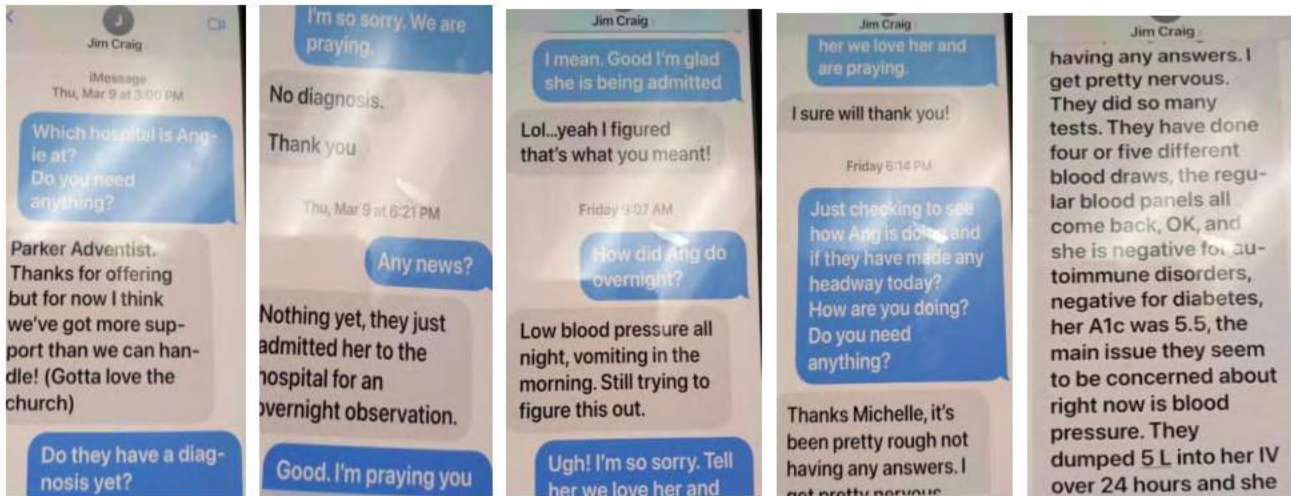 J
Jim Craig
iMessage
Thu, Mar 9 at 3:00 PM
Which hospital is Ang-
ie at?
Do you need
anything?
Parker Adventist.
Thanks for offering
but for now I think
we've got more sup-
port than we can han-
dle! (Gotta love the
church)
Do they have a diag-
nosis yet?
I'm so sorry. We are
praying.
No diagnosis.
Thank you
Thu, Mar 9 at 6:21 PM
Any news?
Nothing yet, they just
admitted her to the
hospital for an
overnight observation.
Good. I'm praying you
Jim Craig
I mean. Good I'm glad
she is being admitted
Lol...yeah I figured
that's what you meant!
Friday 9:07 AM
How did Ang do
overnight?
Low blood pressure all
night, vomiting in the
morning. Still trying to
figure this out.
Ugh! I'm so sorry. Tell
her we love her and
Jim Craig
her we love her and
are praying.
I sure will thank you!
Friday 6:14 PM
Just checking to see
how Ang is doing and
if they have made any
headway today?
How are you doing?
Do you need
anything?
Thanks Michelle, it's
been pretty rough not
having any answers. I
get pretty nervous.
Jim Craig
having any answers. I
get pretty nervous.
They did so many
tests. They have done
four or five different
blood draws, the regu-
lar blood panels all
come back, OK, and
she is negative for au-
toimmune disorders,
negative for diabetes,
her A1c was 5.5, the
main issue they seem
to be concerned about
right now is blood
pressure. They
dumped 5 L into her IV
over 24 hours and she